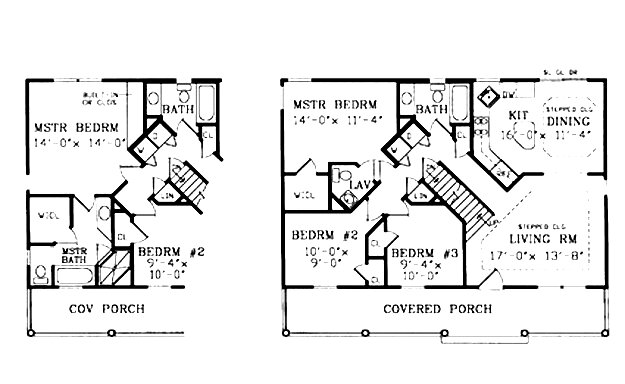 BUILT-IN
OR CLOS
BATH
MSTR BEDRM
14'-0"x 14'-0"
CL
LIN
W.CL
MSTR
BATH
CL
BEDRM #2
9'-4"x
10'-0"
COV PORCH
SL GL DR
MSTR BEDRM
14'-0"x 11'-4"
BATH
CL
DW
KIT
16'-0"x 11'-4"
STEPPED CLG
DINING
REF
LAV
W.CL
LIN
BEDRM #2
10'-0"x
9'-0"
CL
CL
BEDRM #3
9'-4"x
10'-0"
STEPPED CLG
LIVING RM
17'-0"x 13'-8"
COVERED PORCH